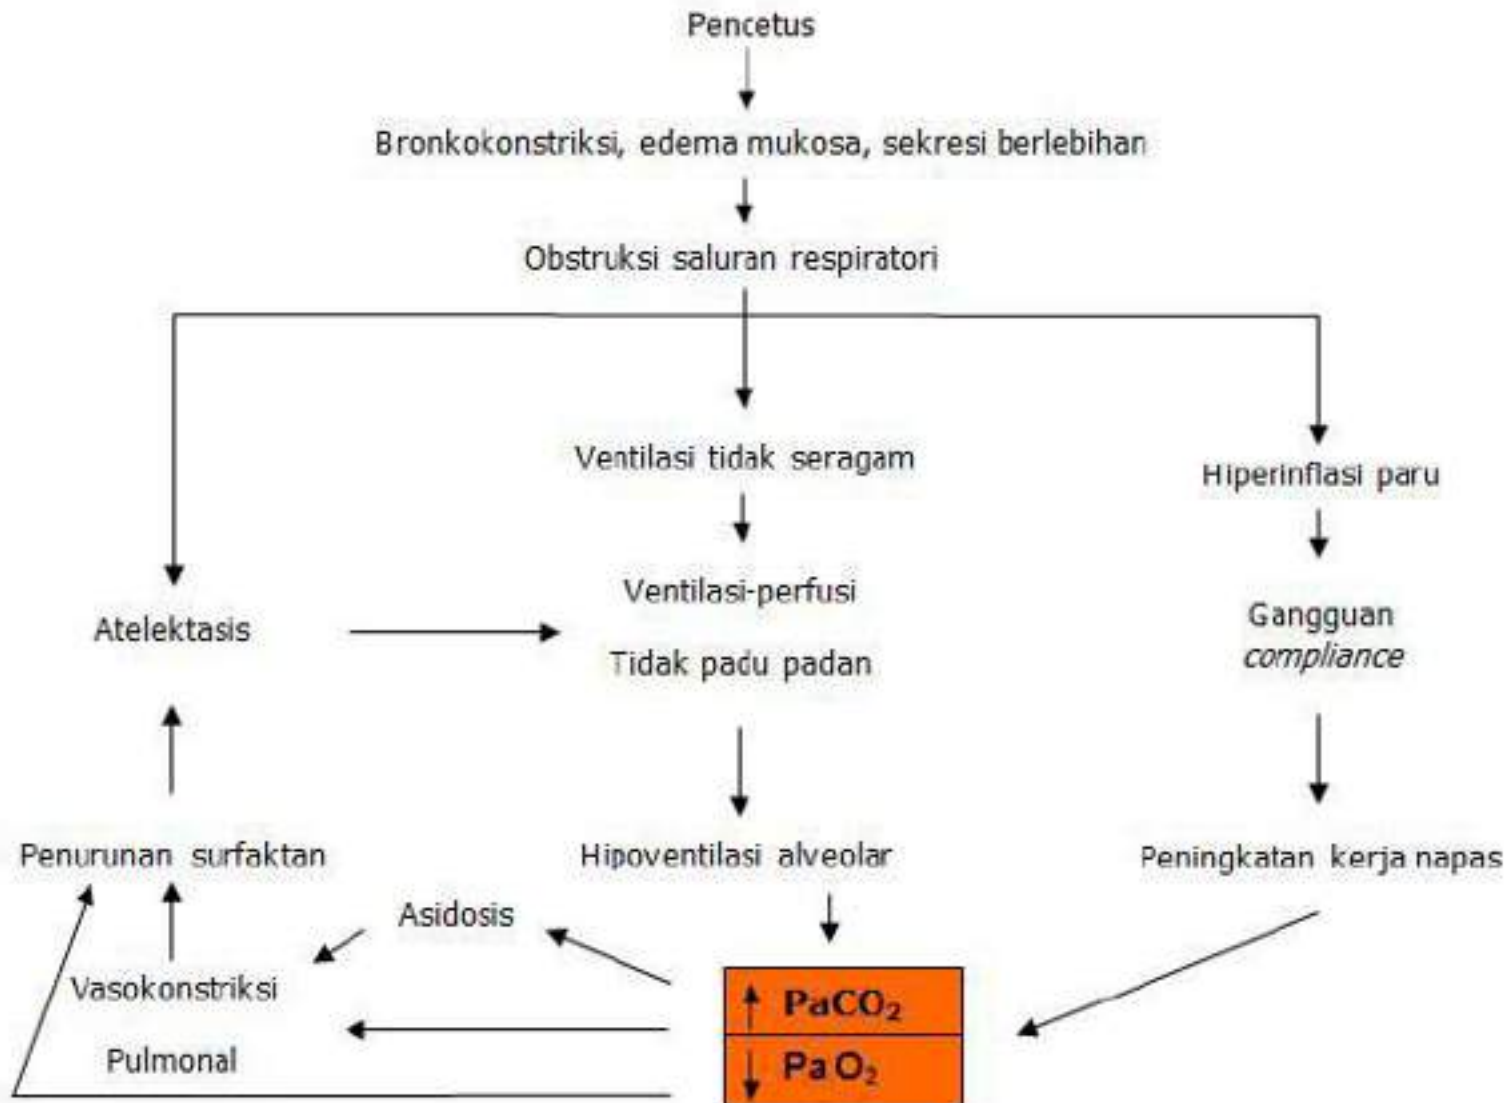 Pencetus
Bronkokonstriksi, edema mukosa, sekresi berlebihan
Obstruksi saluran respiratori
Ventilasi tidak seragam
Hiperinflasi paru
Ventilasi-perfusi
Tidak padu padan
Atelektasis
Gangguan
compliance
Penurunan surfaktan
Hipoventilasi alveolar
Peningkatan kerja napas
Asidosis
Vasokonstriksi
Pulmonal
↑ PaCO₂
↓ PaO₂